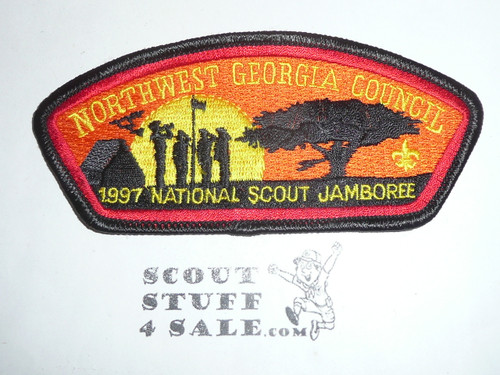 NORTHWEST GEORGIA COUNCIL
1997 NATIONAL SCOUT JAMBOREE
SCOUT
STUFF
4 SALE.COM